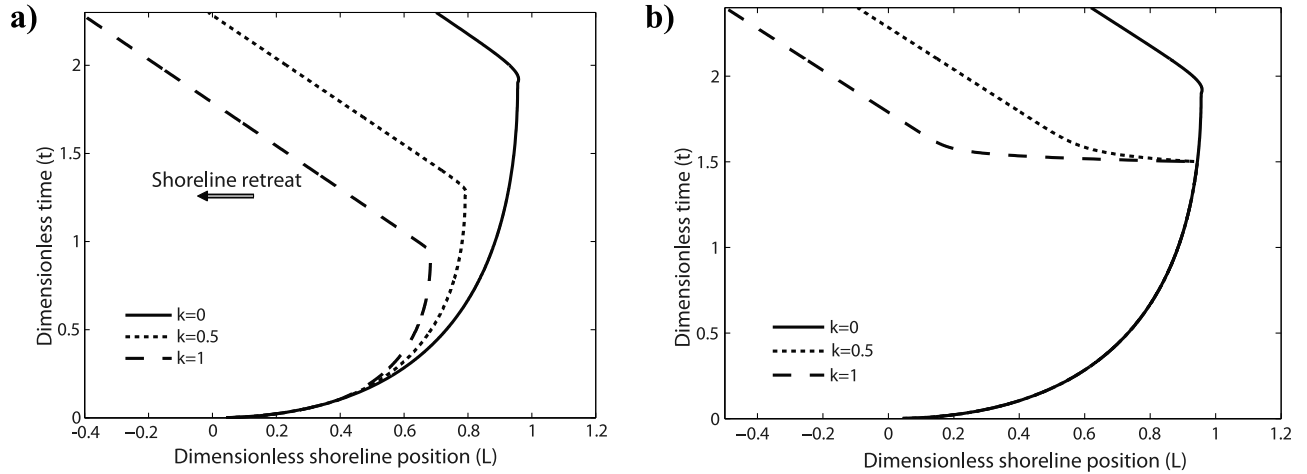 a)
Dimensionless time (t)
2
1.5
1
0.5
0
Shoreline retreat
k=0
k=0.5
k=1
-0.4 −0.2 0 0.2 0.4 0.6 0.8 1 1.2
Dimensionless shoreline position (L)
b)
Dimensionless time (t)
2
1.5
1
0.5
0
k=0
k=0.5
k=1
−0.4 −0.2 0 0.2 0.4 0.6 0.8 1 1.2
Dimensionless shoreline position (L)